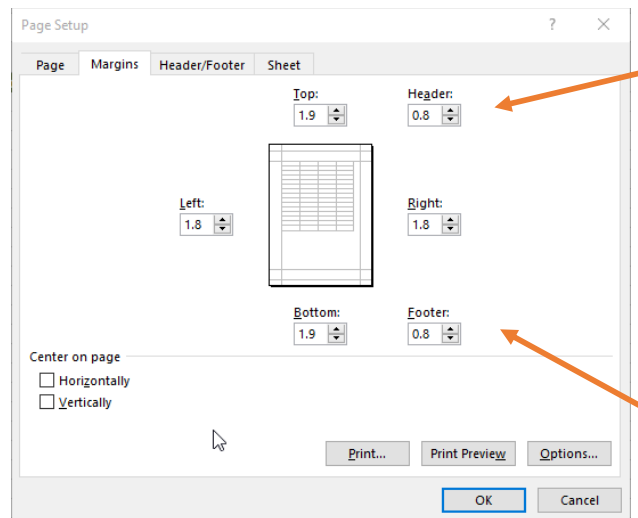 Page Setup ? ×
Page Margins Header/Footer Sheet
Top: Header:
1.9 0.8
Left: Right:
1.8 1.8
Bottom: Footer:
1.9 0.8
Center on page
Horizontally
Vertically
Print... Print Preview Options...
OK Cancel